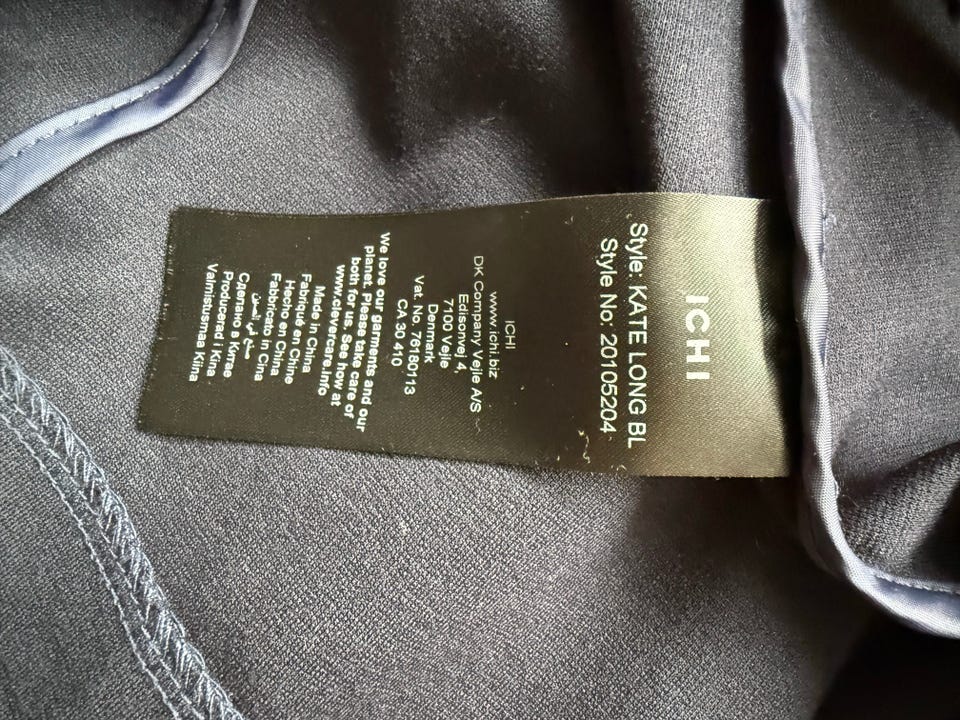 ICHI
Style: KATE LONG BL
Style No: 20105204
ICHI
www.ichi.biz
DK Company Vejle A/S
Edisonvej 4,
7100 Vejle
Denmark
Vat. No. 76180113
CA 30 410
We love our garments and our
planet. Please take care of
both for us. See how at
www.clevercare.info
Made in China
Fabriqué en Chine
Hecho en China
Fabbricato in Cina
صنع في الصين
Сделано в Китае
Producerad i Kina
Valmistusmaa Kiina